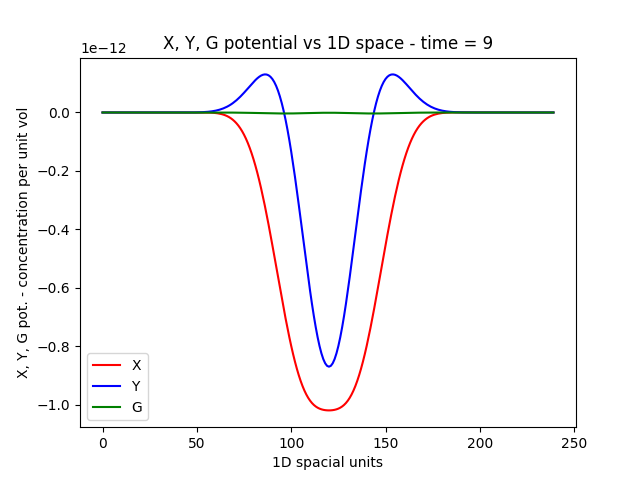 X, Y, G potential vs 1D space - time = 9
1e−12
0.0
−0.2
−0.4
−0.6
−0.8
−1.0
X, Y, G pot. - concentration per unit vol
X
Y
G
0 50 100 150 200 250
1D spacial units